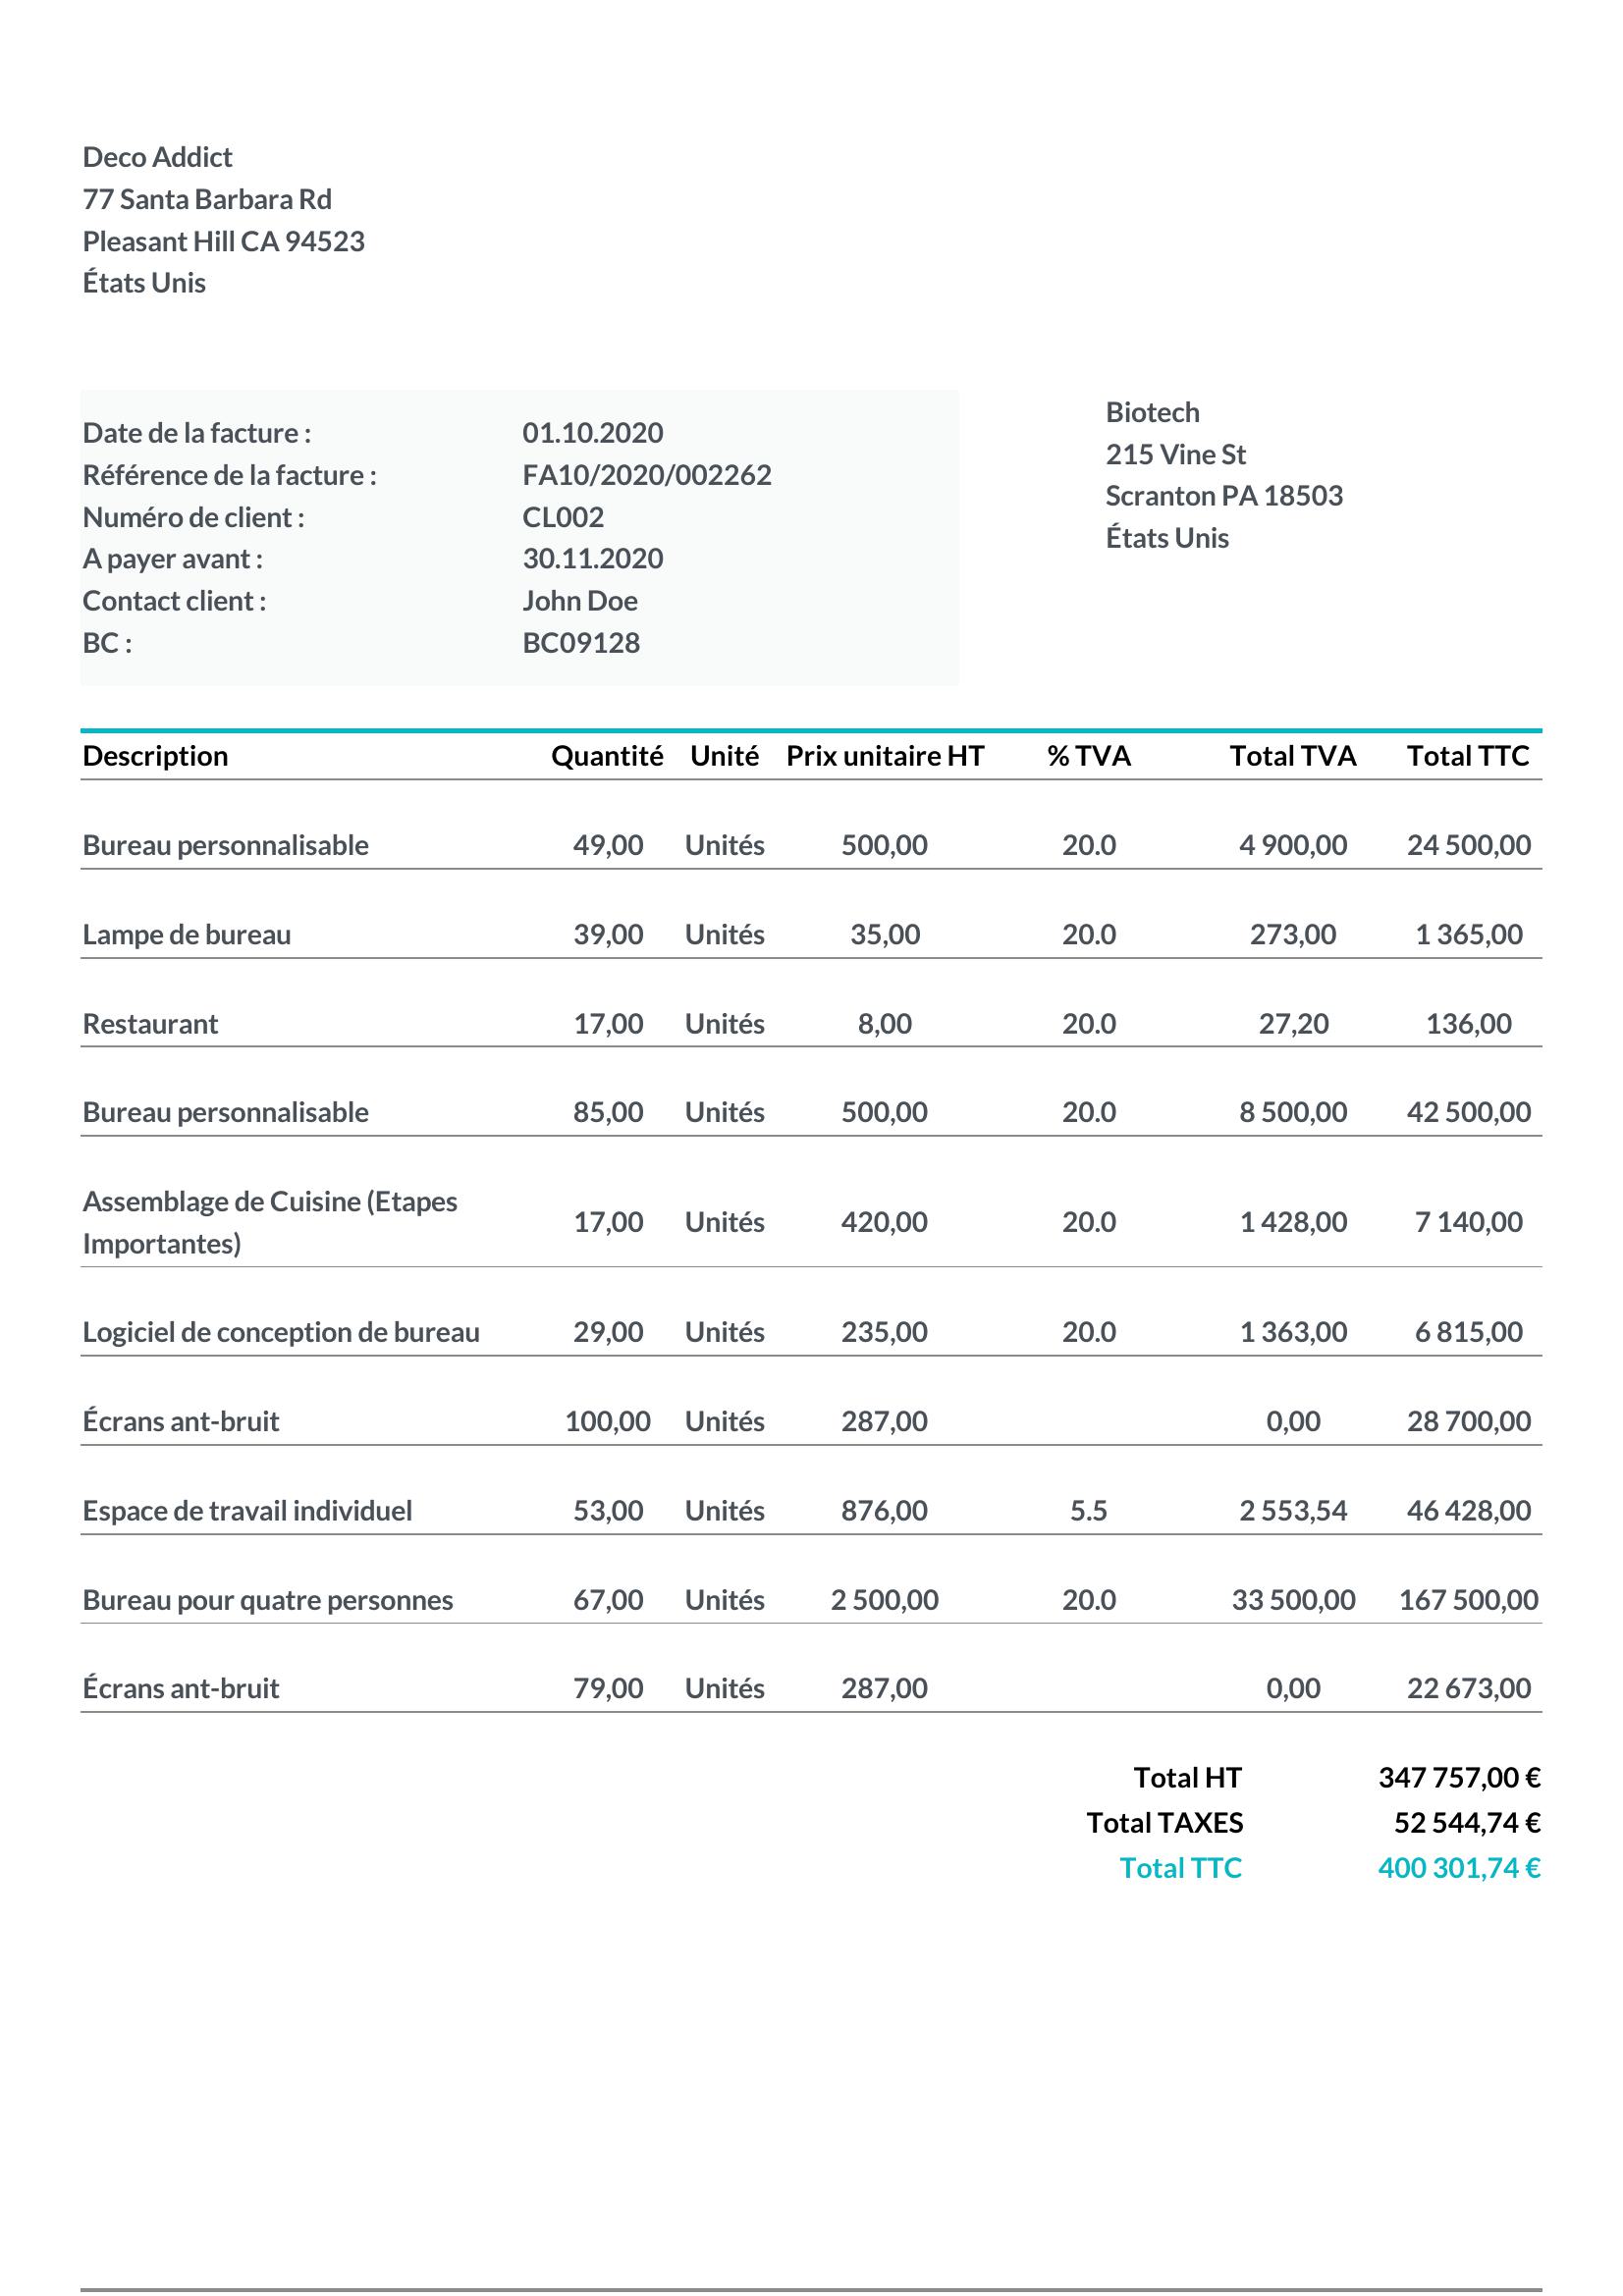 Deco Addict
77 Santa Barbara Rd
Pleasant Hill CA 94523
États Unis
Date de la facture : 01.10.2020
Référence de la facture : FA10/2020/002262
Numéro de client : CL002
A payer avant : 30.11.2020
Contact client : John Doe
BC : BC09128
Biotech
215 Vine St
Scranton PA 18503
États Unis
Description Quantité Unité Prix unitaire HT % TVA Total TVA Total TTC
Bureau personnalisable 49,00 Unités 500,00 20.0 4 900,00 24 500,00
Lampe de bureau 39,00 Unités 35,00 20.0 273,00 1 365,00
Restaurant 17,00 Unités 8,00 20.0 27,20 136,00
Bureau personnalisable 85,00 Unités 500,00 20.0 8 500,00 42 500,00
Assemblage de Cuisine (Etapes
Importantes) 17,00 Unités 420,00 20.0 1 428,00 7 140,00
Logiciel de conception de bureau 29,00 Unités 235,00 20.0 1 363,00 6 815,00
Écrans ant-bruit 100,00 Unités 287,00 0,00 28 700,00
Espace de travail individuel 53,00 Unités 876,00 5.5 2 553,54 46 428,00
Bureau pour quatre personnes 67,00 Unités 2 500,00 20.0 33 500,00 167 500,00
Écrans ant-bruit 79,00 Unités 287,00 0,00 22 673,00
Total HT 347 757,00 €
Total TAXES 52 544,74 €
Total TTC 400 301,74 €